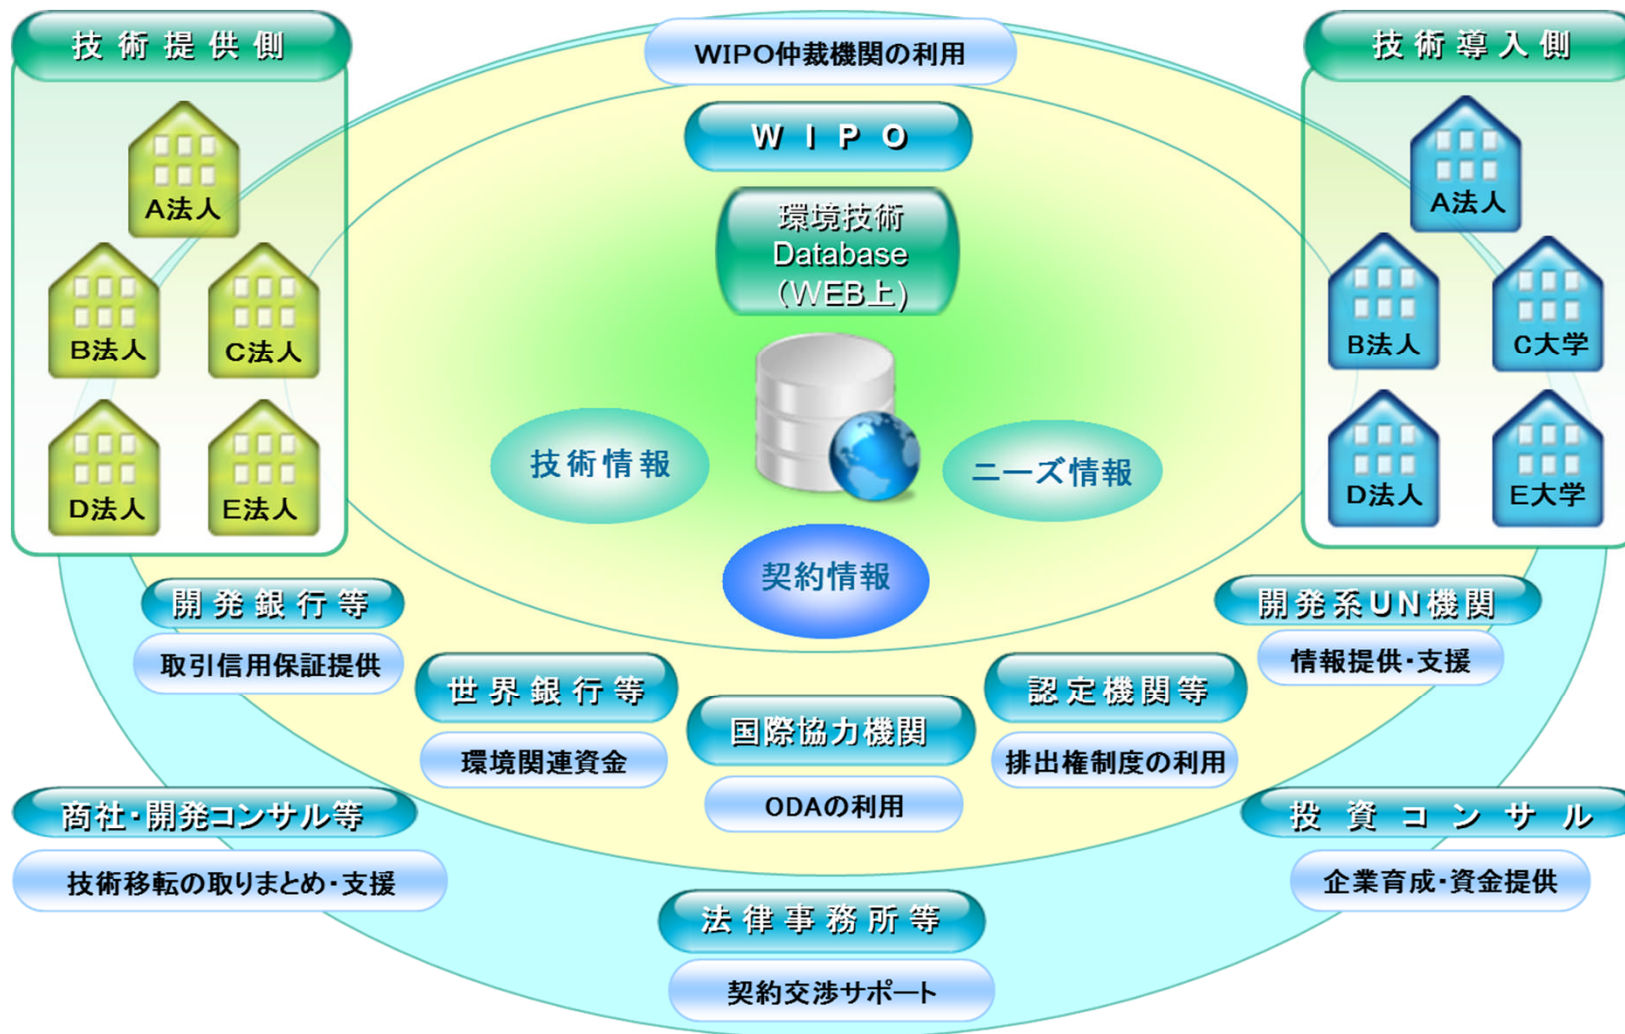 技術提供側
A法人
B法人
C法人
D法人
E法人
WIPO仲裁機関の利用
WIPO
環境技術
Database
(WEB上)
技術情報
ニーズ情報
契約情報
技術導入側
A法人
B法人
C大学
D法人
E大学
開発銀行等
取引信用保証提供
世界銀行等
環境関連資金
国際協力機関
ODAの利用
認定機関等
排出権制度の利用
開発系UN機関
情報提供・支援
商社・開発コンサル等
技術移転の取りまとめ・支援
法律事務所等
契約交渉サポート
投資コンサル
企業育成・資金提供